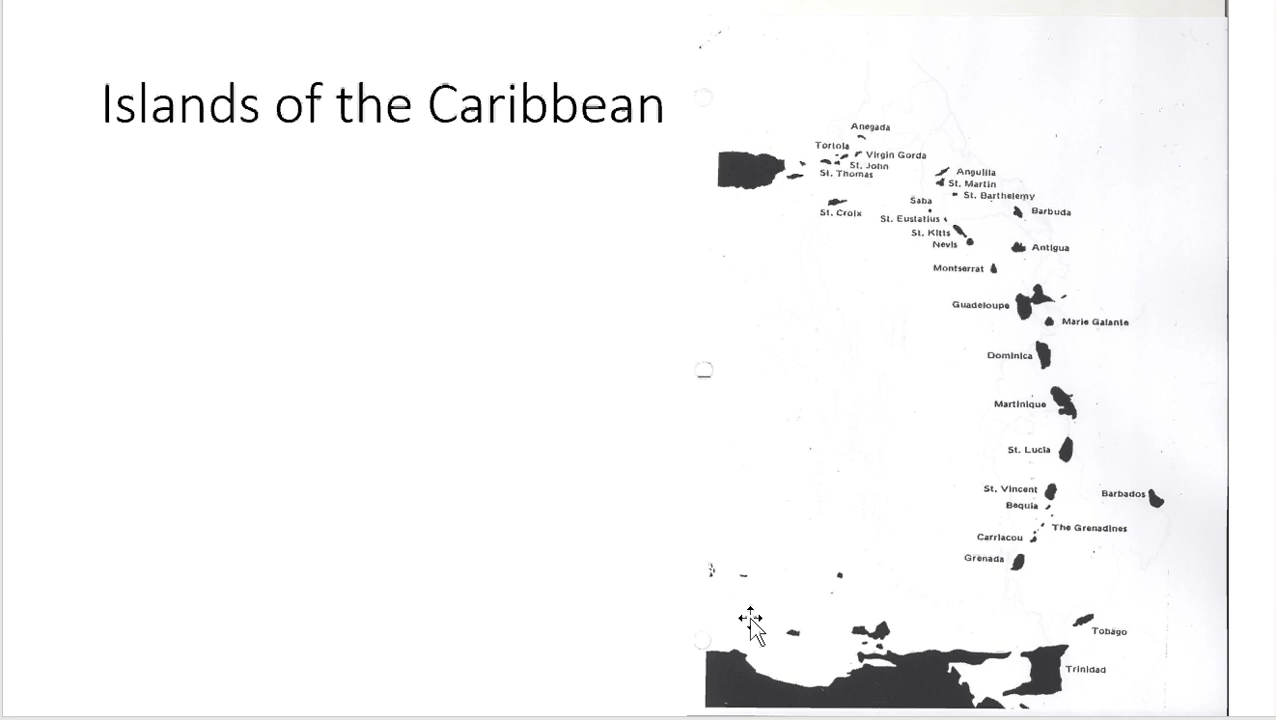 Islands of the Caribbean
Anegada
Tortola
Virgin Gorda
St. John
St. Thomas
Anguilla
St. Martin
St. Barthelemy
Saba
St. Croix
Barbuda
St. Eustatius
St. Kitts
Nevis
Antigua
Montserrat
Guadeloupe
Marie Galante
Dominica
Martinique
St. Lucia
St. Vincent
Barbados
Bequia
The Grenadines
Carriacou
Grenada
Tobago
Trinidad